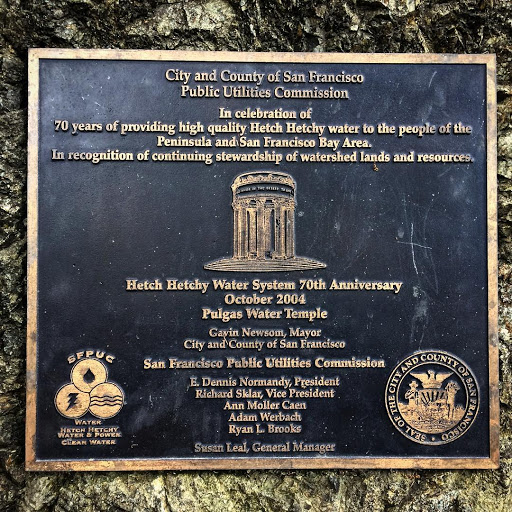 City and County of San Francisco
Public Utilities Commission
In celebration of
70 years of providing high quality Hetch Hetchy water to the people of the
Peninsula and San Francisco Bay Area.
In recognition of continuing stewardship of watershed lands and resources.
Hetch Hetchy Water System 70th Anniversary
October 2004
Pulgas Water Temple
Gavin Newsom, Mayor
City and County of San Francisco
San Francisco Public Utilities Commission
E. Dennis Normandy, President
Richard Sklar, Vice President
Ann Moller Caen
Adam Werbach
Ryan L. Brooks
Susan Leal, General Manager
SFPUC
WATER
HETCH HETCHY
WATER & POWER
CLEAN WATER
SEAL OF THE CITY AND COUNTY OF SAN FRANCISCO